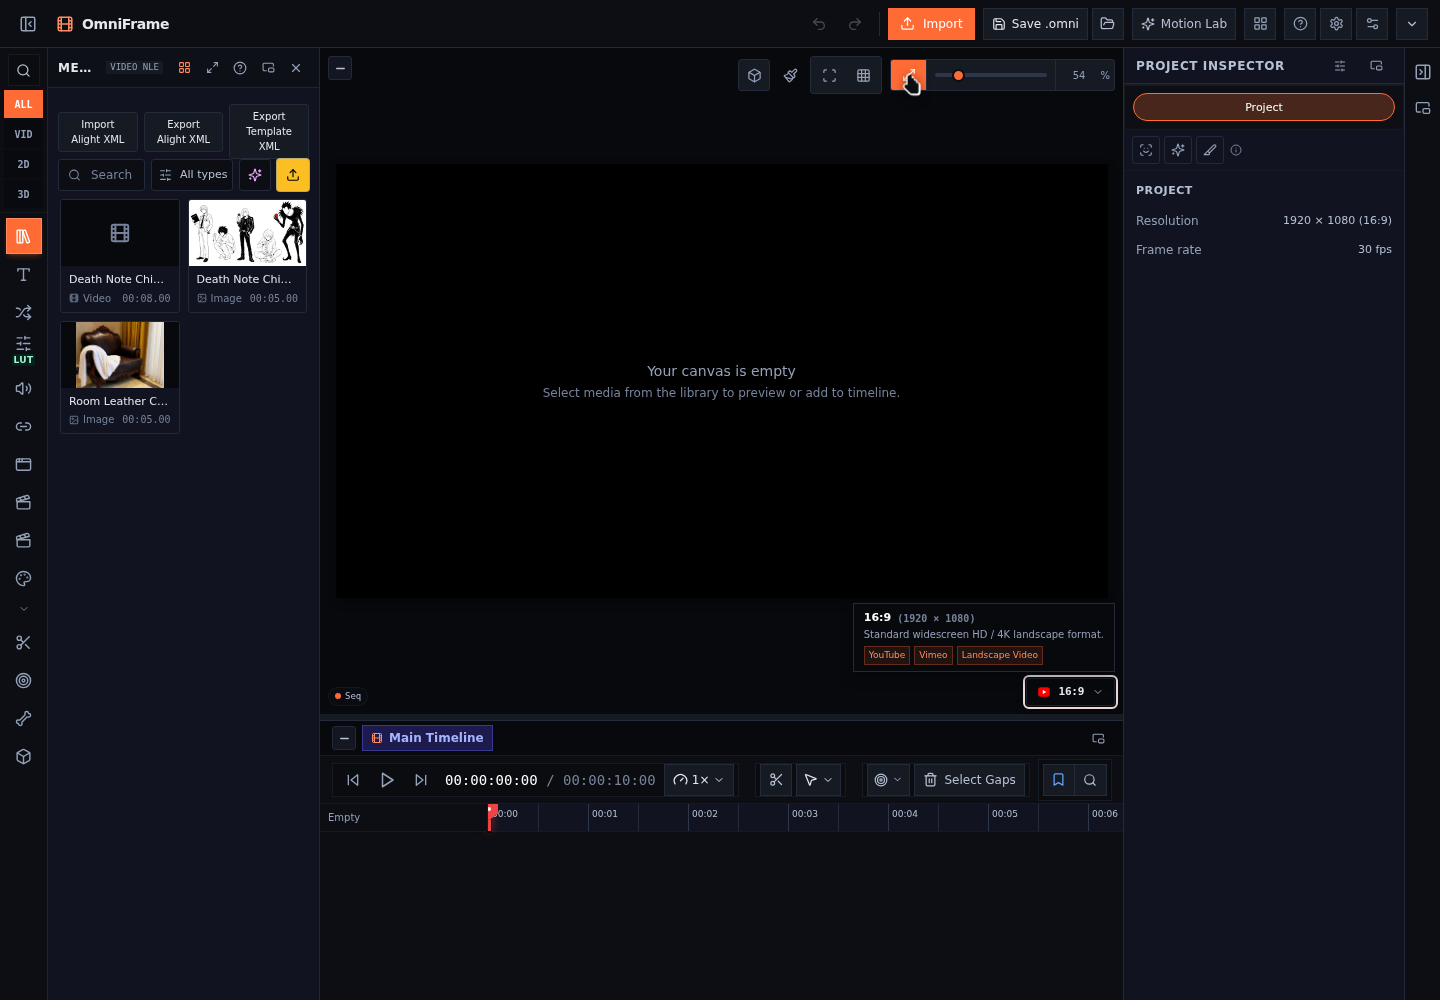 OmniFrame
Import
Save .omni
Motion Lab
ME...
VIDEO NLE
ALL
VID
2D
3D
LUT
Import
Alight XML
Export
Alight XML
Export
Template
XML
Search
All types
Death Note Chi...
Video 00:08.00
Death Note Chi...
Image 00:05.00
Room Leather C...
Image 00:05.00
54 %
Your canvas is empty
Select media from the library to preview or add to timeline.
16:9 (1920 × 1080)
Standard widescreen HD / 4K landscape format.
YouTube Vimeo Landscape Video
Seq
16:9
Main Timeline
00:00:00:00 / 00:00:10:00
1×
Select Gaps
Empty
00:01
00:02
00:03
00:04
00:05
00:06
PROJECT INSPECTOR
Project
PROJECT
Resolution 1920 × 1080 (16:9)
Frame rate 30 fps